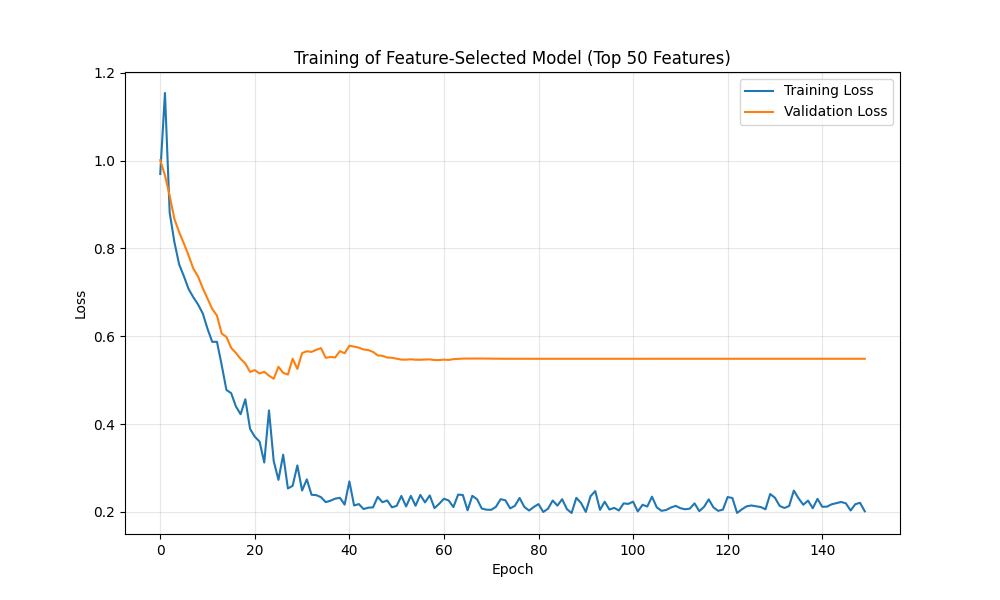 Training of Feature-Selected Model (Top 50 Features)
Training Loss
Validation Loss
1.2
1.0
0.8
0.6
0.4
0.2
Loss
0 20 40 60 80 100 120 140
Epoch